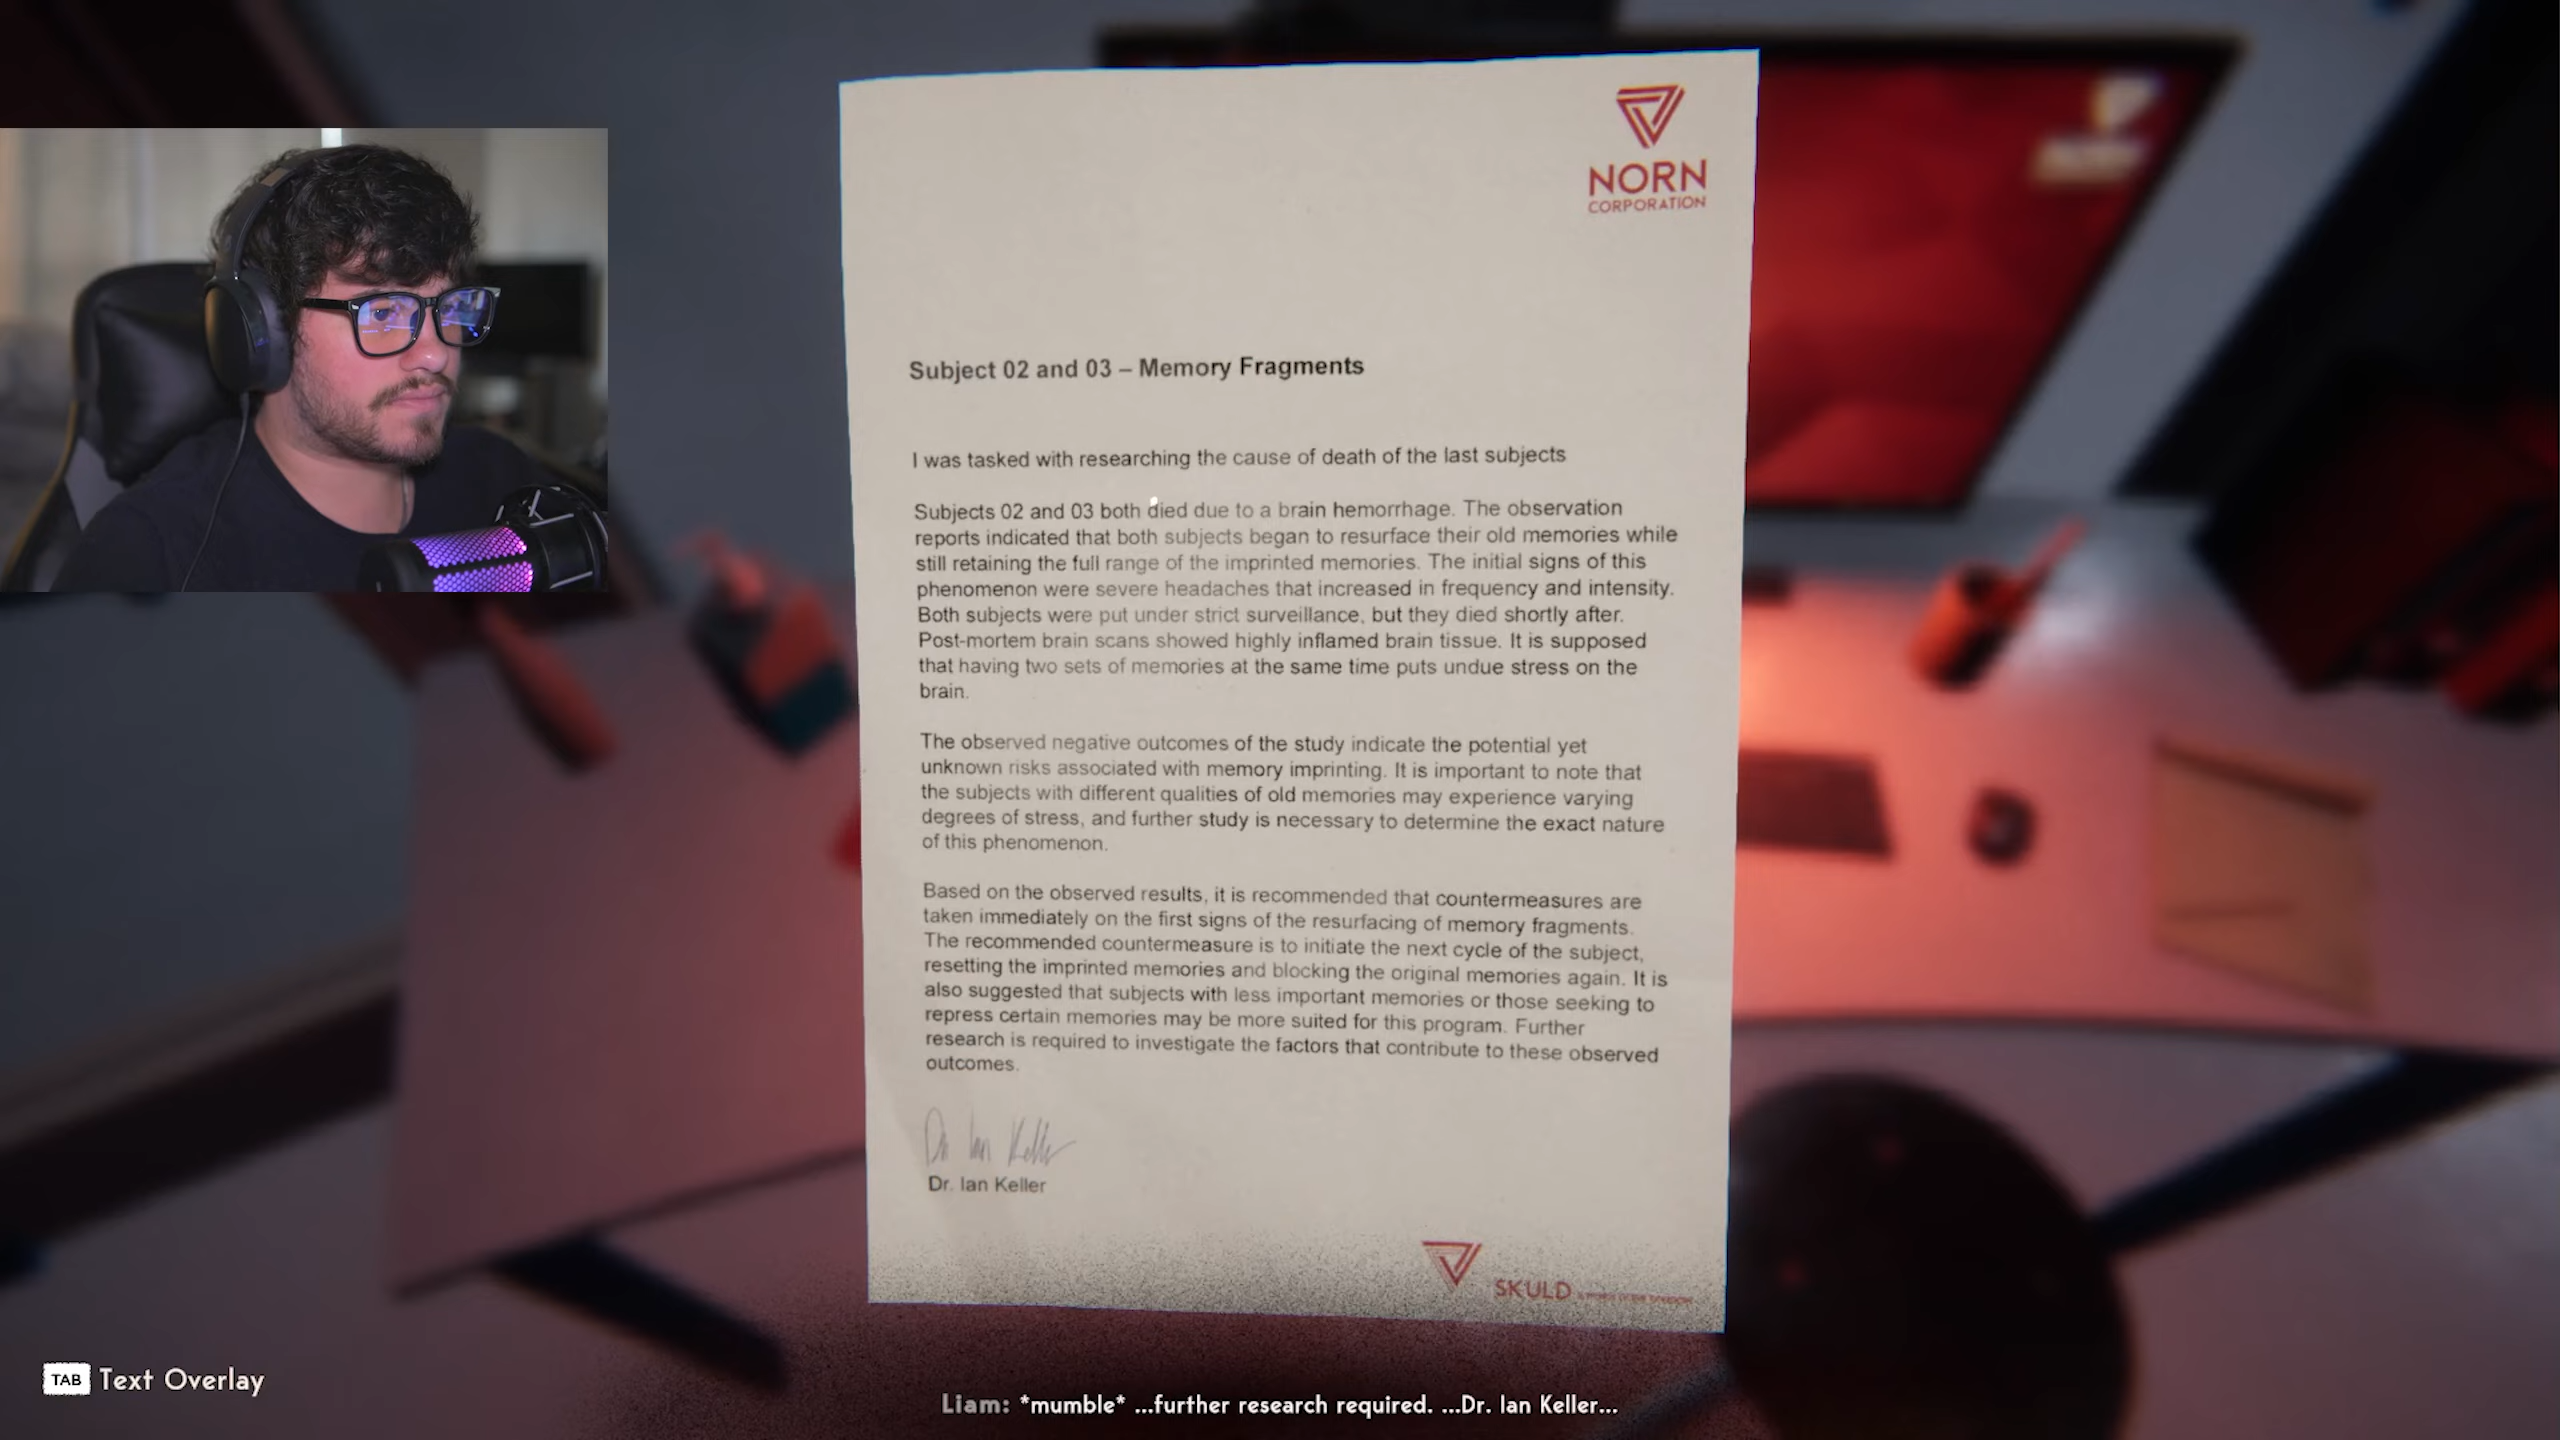 NORN
CORPORATION
Subject 02 and 03 – Memory Fragments
I was tasked with researching the cause of death of the last subjects
Subjects 02 and 03 both died due to a brain hemorrhage. The observation
reports indicated that both subjects began to resurface their old memories while
still retaining the full range of the imprinted memories. The initial signs of this
phenomenon were severe headaches that increased in frequency and intensity.
Both subjects were put under strict surveillance, but they died shortly after.
Post-mortem brain scans showed highly inflamed brain tissue. It is supposed
that having two sets of memories at the same time puts undue stress on the
brain.
The observed negative outcomes of the study indicate the potential yet
unknown risks associated with memory imprinting. It is important to note that
the subjects with different qualities of old memories may experience varying
degrees of stress, and further study is necessary to determine the exact nature
of this phenomenon.
Based on the observed results, it is recommended that countermeasures are
taken immediately on the first signs of the resurfacing of memory fragments.
The recommended countermeasure is to initiate the next cycle of the subject,
resetting the imprinted memories and blocking the original memories again. It is
also suggested that subjects with less important memories or those seeking to
repress certain memories may be more suited for this program. Further
research is required to investigate the factors that contribute to these observed
outcomes.
Dr Ian Keller
Dr. Ian Keller
SKULD
TAB Text Overlay
Liam: *mumble* ...further research required. ...Dr. Ian Keller...